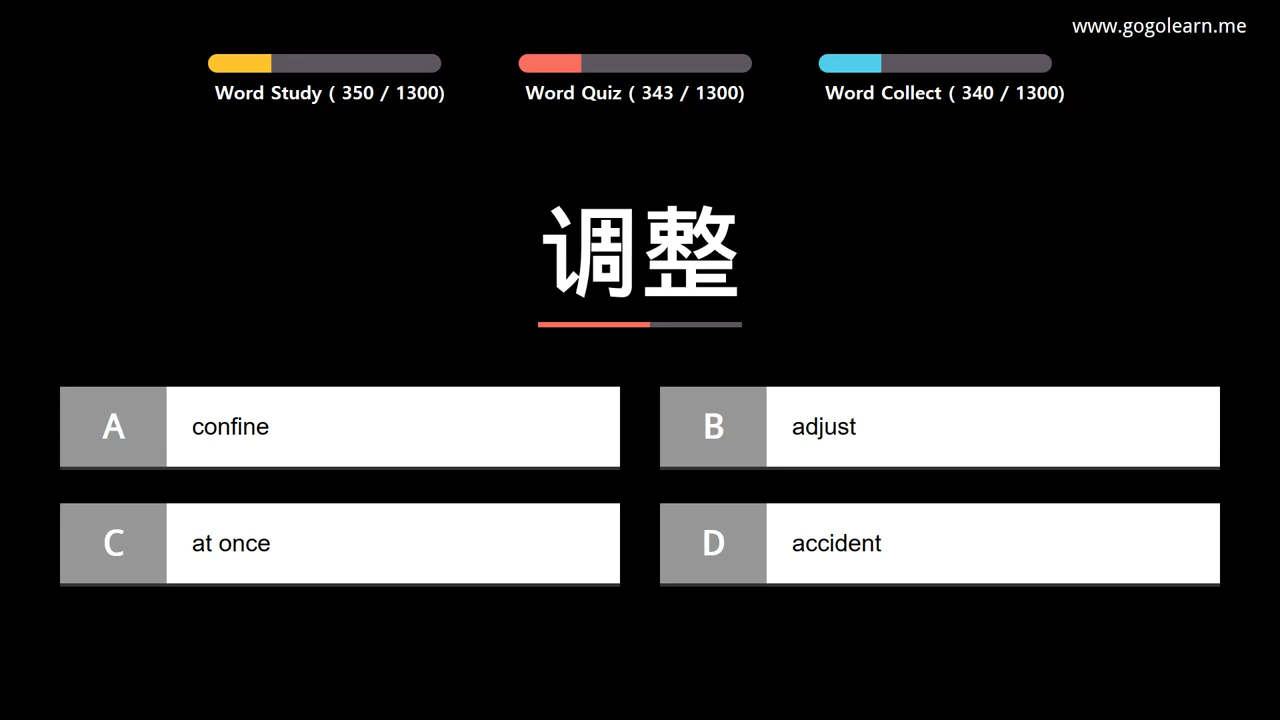 www.gogolearn.me
Word Study ( 350 / 1300)
Word Quiz ( 343 / 1300)
Word Collect ( 340 / 1300)
调整
A confine
B adjust
C at once
D accident